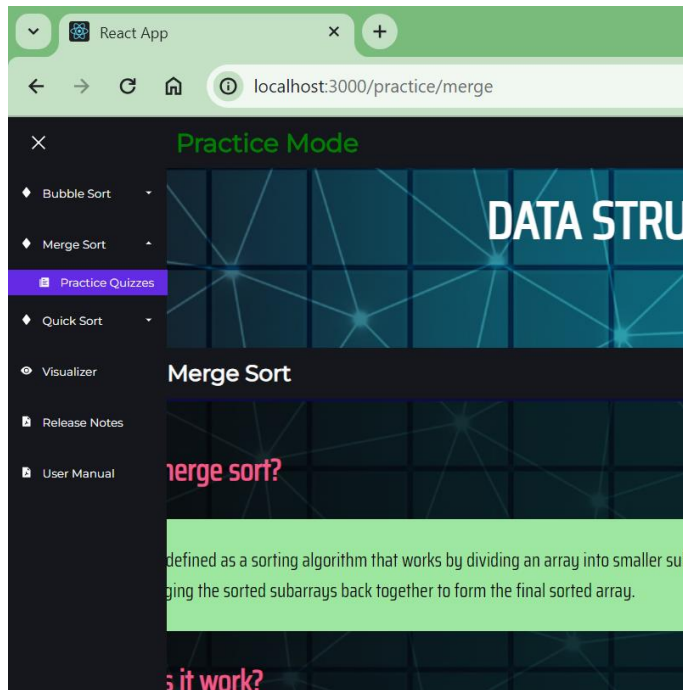 React App
localhost:3000/practice/merge
Practice Mode
Bubble Sort
Merge Sort
Practice Quizzes
Quick Sort
Visualizer
Release Notes
User Manual
DATA STRU
Merge Sort
nerge sort?
defined as a sorting algorithm that works by dividing an array into smaller su
ging the sorted subarrays back together to form the final sorted array.
s it work?